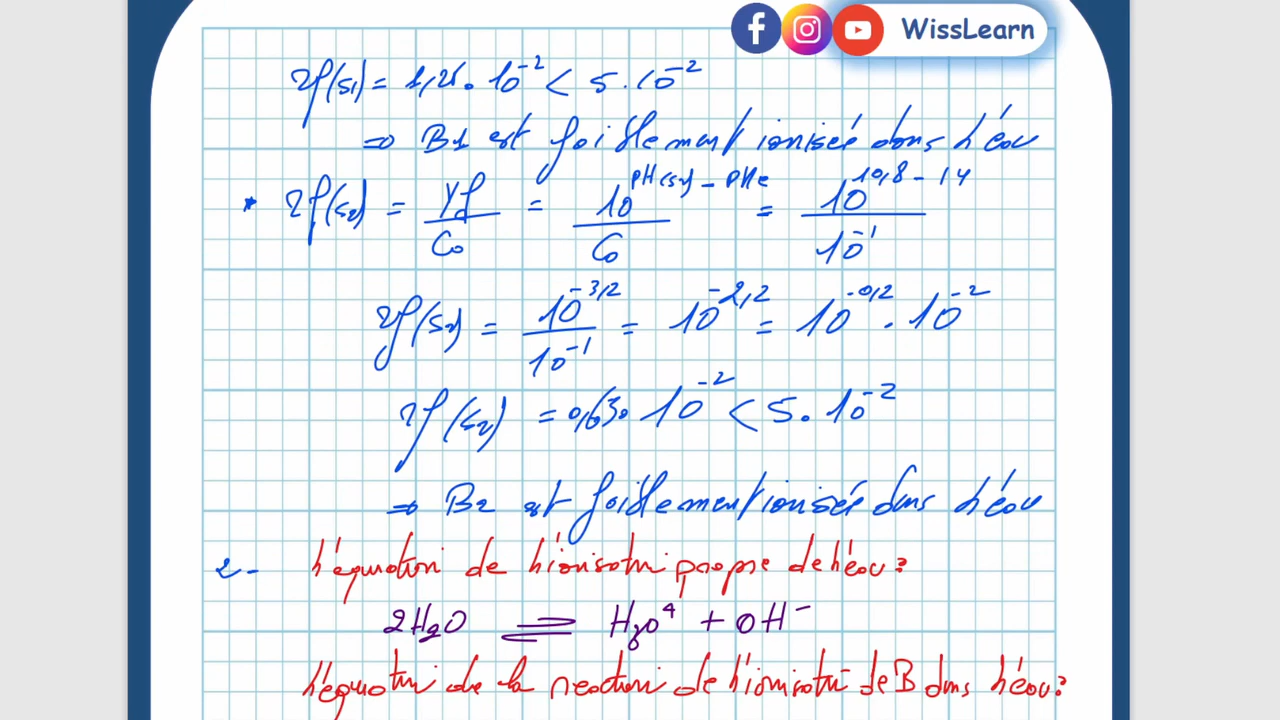 WissLearn
τf(S1) = 1,25. 10^-2 < 5.10^-2
⇒ B1 est faiblement ionisée dans l'eau
* τf(S2) = yf/C0 = 10^(pH(S2) - pKe)/C0 = 10^(10,8 - 14)/10^-1
τf(S2) = 10^-3,2/10^-1 = 10^-2,2 = 10^-0,2 . 10^-2
τf(S2) = 0,63. 10^-2 < 5. 10^-2
⇒ B2 est faiblement ionisée dans l'eau
2- l'équation de l'ionisation propre de l'eau?
2H2O ⇌ H3O^+ + OH^-
l'équation de la réaction de l'ionisation de B dans l'eau?